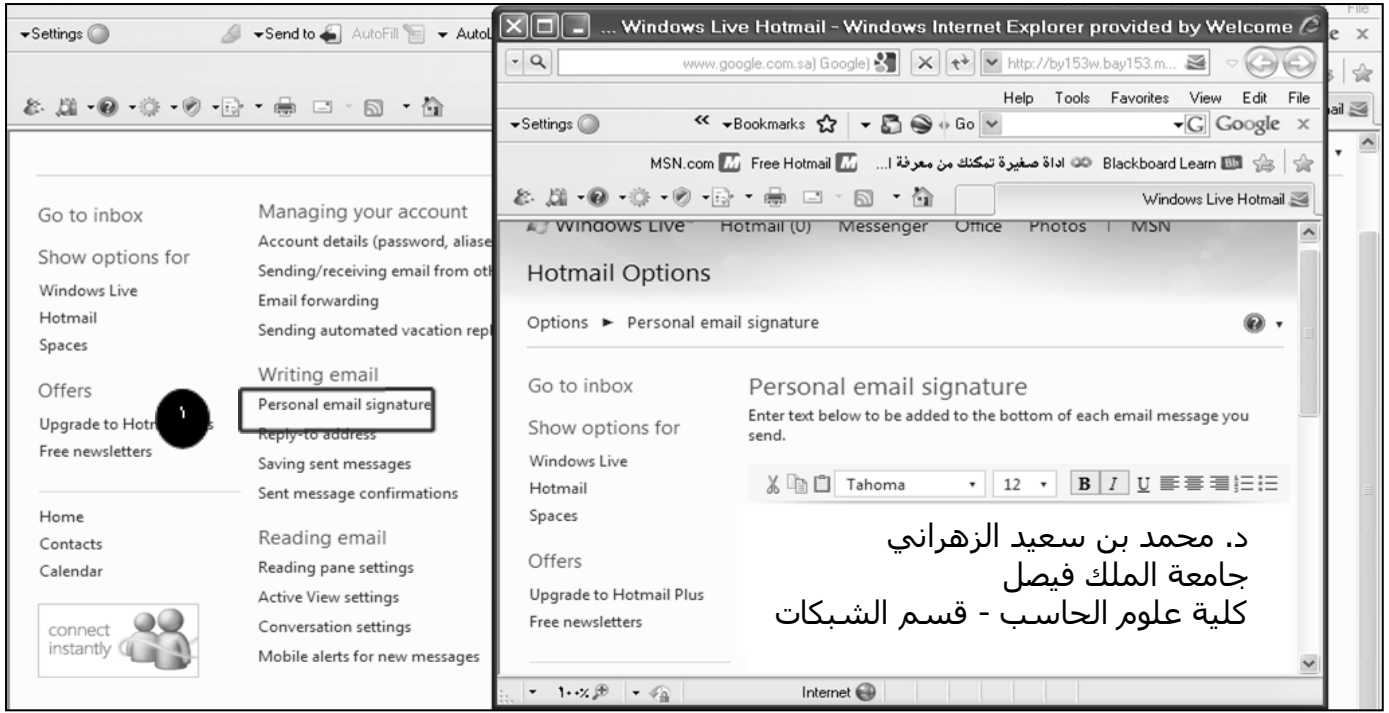 Settings
Send to
AutoFill
AutoL
Go to inbox
Show options for
Windows Live
Hotmail
Spaces
Offers
Upgrade to Hotm
Free newsletters
Home
Contacts
Calendar
connect
instantly
Managing your account
Account details (password, aliase
Sending/receiving email from oth
Email forwarding
Sending automated vacation repl
Writing email
١
Personal email signature
Reply-to address
Saving sent messages
Sent message confirmations
Reading email
Reading pane settings
Active View settings
Conversation settings
Mobile alerts for new messages
File
ail
... Windows Live Hotmail - Windows Internet Explorer provided by Welcome
www.google.com.sa) Google)
http://by153w.bay153.m...
Help Tools Favorites View Edit File
Settings
Bookmarks
Go
Google
MSN.com
Free Hotmail
اداة صغيرة تمكنك من معرفة ا...
Blackboard Learn
Windows Live Hotmail
Windows Live Hotmail (0) Messenger Office Photos | MSN
Hotmail Options
Options ► Personal email signature
Go to inbox
Show options for
Windows Live
Hotmail
Spaces
Offers
Upgrade to Hotmail Plus
Free newsletters
Personal email signature
Enter text below to be added to the bottom of each email message you
send.
Tahoma 12 B I U
د. محمد بن سعيد الزهراني
جامعة الملك فيصل
كلية علوم الحاسب - قسم الشبكات
١٠٠%
Internet